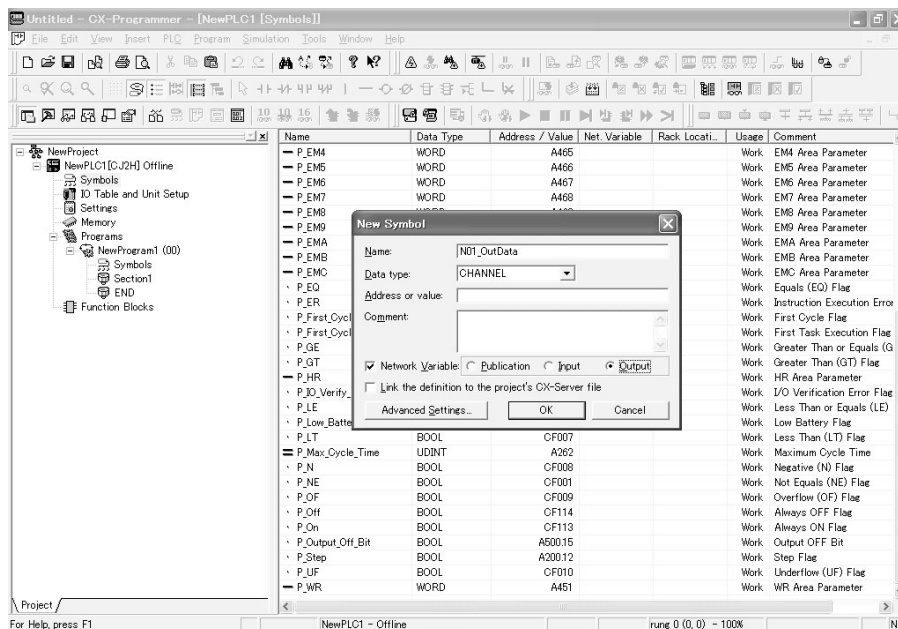 Untitled - CX-Programmer - [NewPLC1 [Symbols]]
File Edit View Insert PLC Program Simulation Tools Window Help
Name Data Type Address / Value Net. Variable Rack Locati... Usage Comment
NewProject
NewPLC1[CJ2H] Offline
Symbols
IO Table and Unit Setup
Settings
Memory
Programs
NewProgram1 (00)
Symbols
Section1
END
Function Blocks
P_EM4 WORD A465 Work EM4 Area Parameter
P_EM5 WORD A466 Work EM5 Area Parameter
P_EM6 WORD A467 Work EM6 Area Parameter
P_EM7 WORD A468 Work EM7 Area Parameter
P_EM8 Work EM8 Area Parameter
P_EM9 Work EM9 Area Parameter
P_EMA Work EMA Area Parameter
P_EMB Work EMB Area Parameter
P_EMC Work EMC Area Parameter
P_EQ Work Equals (EQ) Flag
P_ER Work Instruction Execution Error
P_First_Cycl Work First Cycle Flag
P_First_Cycl Work First Task Execution Flag
P_GE Work Greater Than or Equals (G
P_GT Work Greater Than (GT) Flag
P_HR Work HR Area Parameter
P_IO_Verify_ Work I/O Verification Error Flag
P_LE Work Less Than or Equals (LE)
P_Low_Batte Work Low Battery Flag
P_LT BOOL CF007 Work Less Than (LT) Flag
P_Max_Cycle_Time UDINT A262 Work Maximum Cycle Time
P_N BOOL CF008 Work Negative (N) Flag
P_NE BOOL CF001 Work Not Equals (NE) Flag
P_OF BOOL CF009 Work Overflow (OF) Flag
P_Off BOOL CF114 Work Always OFF Flag
P_On BOOL CF113 Work Always ON Flag
P_Output_Off_Bit BOOL A500.15 Work Output OFF Bit
P_Step BOOL A200.12 Work Step Flag
P_UF BOOL CF010 Work Underflow (UF) Flag
P_WR WORD A451 Work WR Area Parameter
New Symbol
Name: N01_OutData
Data type: CHANNEL
Address or value:
Comment:
Network Variable: Publication Input Output
Link the definition to the project's CX-Server file
Advanced Settings... OK Cancel
Project
For Help, press F1 NewPLC1 - Offline rung 0 (0, 0) - 100% N